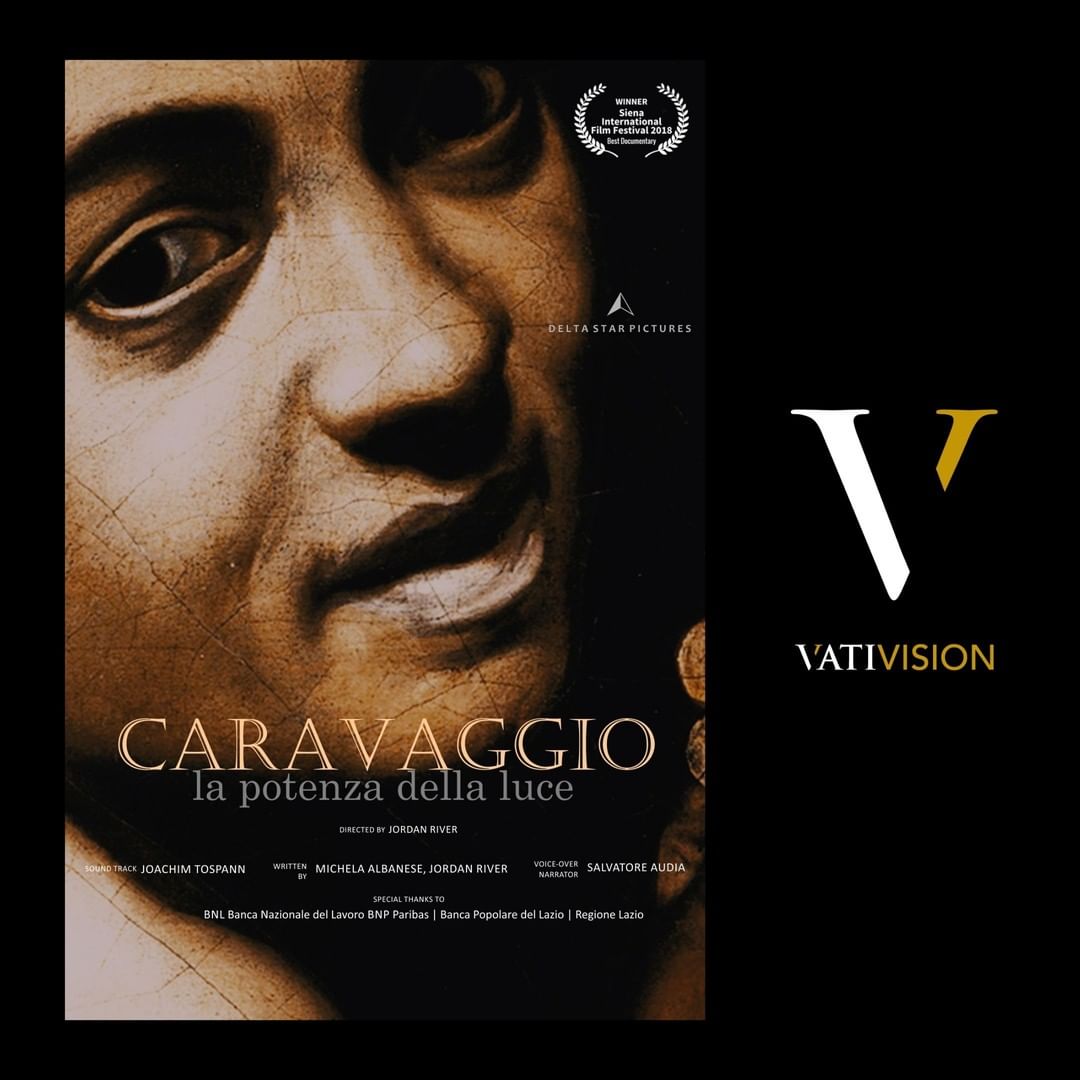 WINNER
Siena
International
Film Festival 2018
Best Documentary
DELTA STAR PICTURES
V
VATIVISION
CARAVAGGIO
la potenza della luce
DIRECTED BY JORDAN RIVER
SOUND TRACK JOACHIM TOSPANN
WRITTEN
BY
MICHELA ALBANESE, JORDAN RIVER
VOICE-OVER
NARRATOR
SALVATORE AUDIA
SPECIAL THANKS TO
BNL Banca Nazionale del Lavoro BNP Paribas | Banca Popolare del Lazio | Regione Lazio